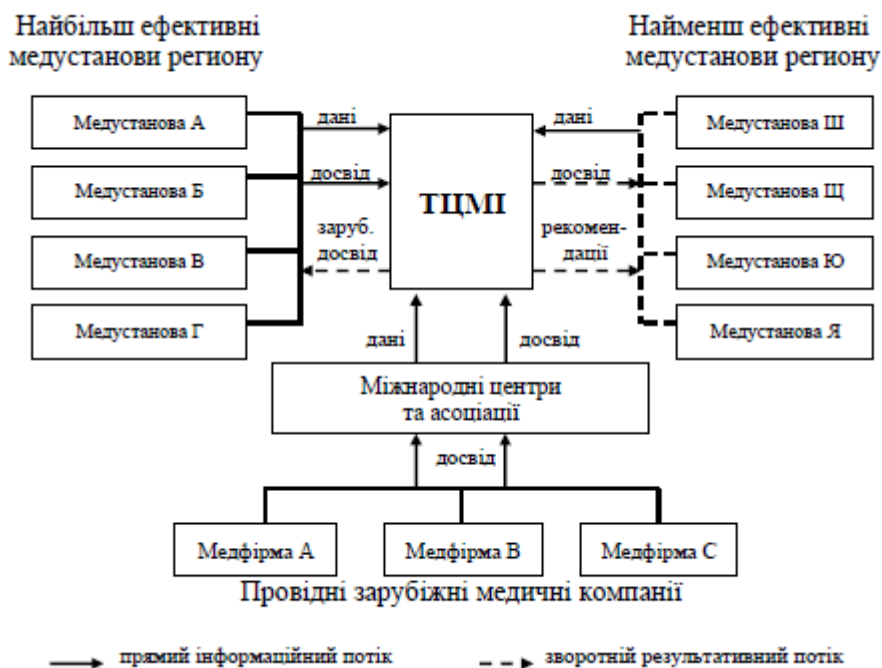 Найбільш ефективні
медустанови региону
Найменш ефективні
медустанови региону
Медустанова А
Медустанова Б
Медустанова В
Медустанова Г
дані
досвід
заруб.
досвід
ТЦМІ
дані
досвід
рекомен-
дації
Медустанова Ш
Медустанова Щ
Медустанова Ю
Медустанова Я
дані
досвід
Міжнародні центри
та асоціації
досвід
Медфірма А
Медфірма В
Медфірма С
Провідні зарубіжні медичні компанії
прямий інформаційний потік
зворотній результативний потік